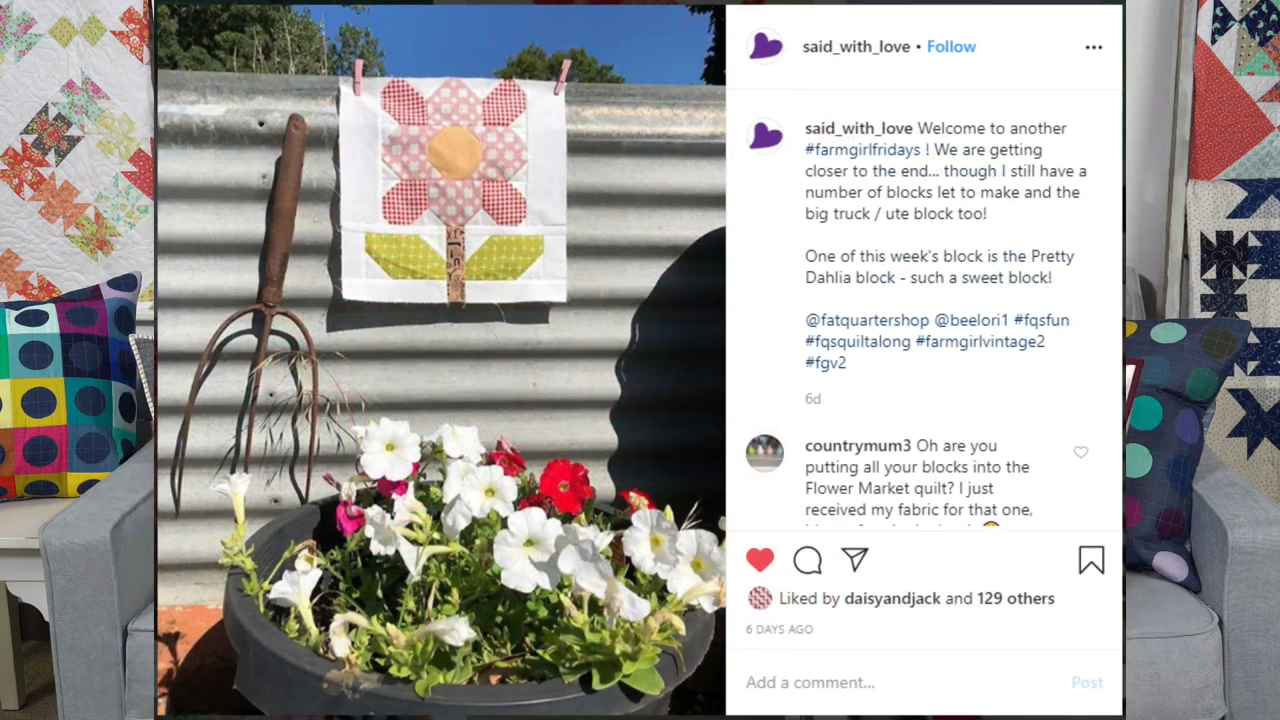 said_with_love • Follow
said_with_love Welcome to another
#farmgirlfridays ! We are getting
closer to the end... though I still have a
number of blocks let to make and the
big truck / ute block too!
One of this week's block is the Pretty
Dahlia block - such a sweet block!
@fatquartershop @beelori1 #fqsfun
#fqsquiltalong #farmgirlvintage2
#fgv2
6d
countrymum3 Oh are you
putting all your blocks into the
Flower Market quilt? I just
received my fabric for that one,
Liked by daisyandjack and 129 others
6 DAYS AGO
Add a comment...
Post